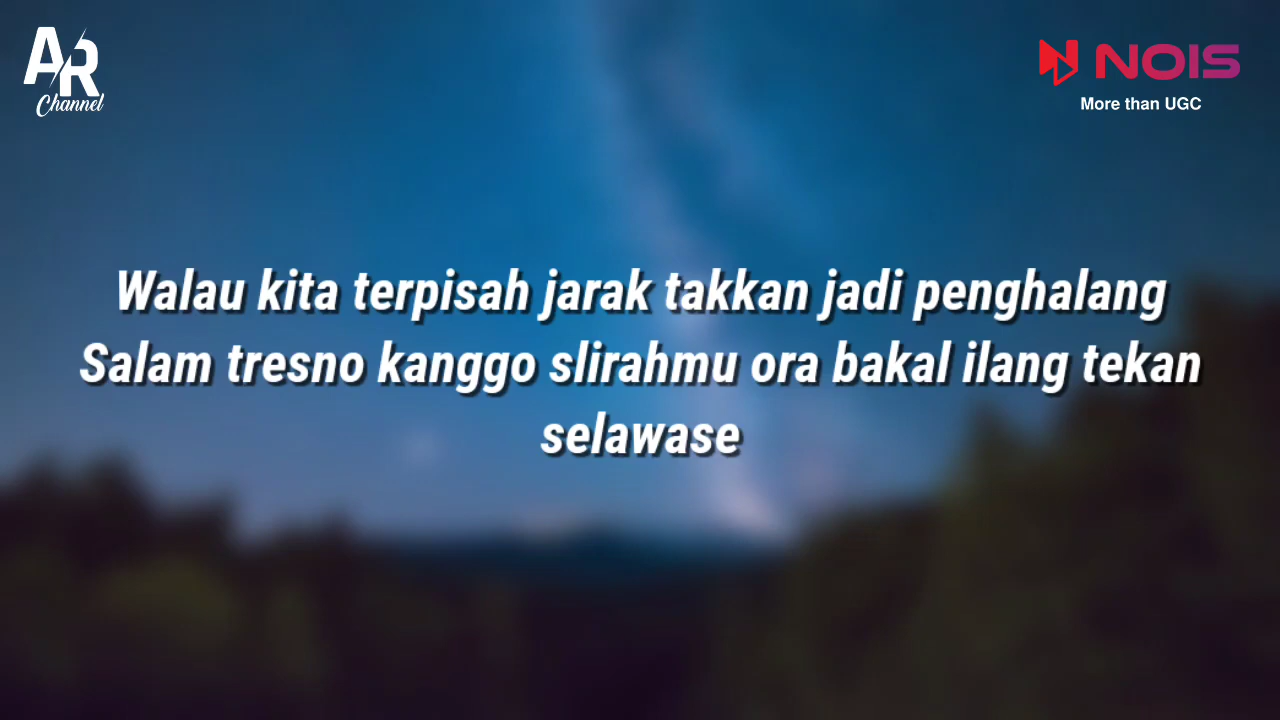 AR
Channel
NOIS
More than UGC
Walau kita terpisah jarak takkan jadi penghalang
Salam tresno kanggo slirahmu ora bakal ilang tekan
selawase